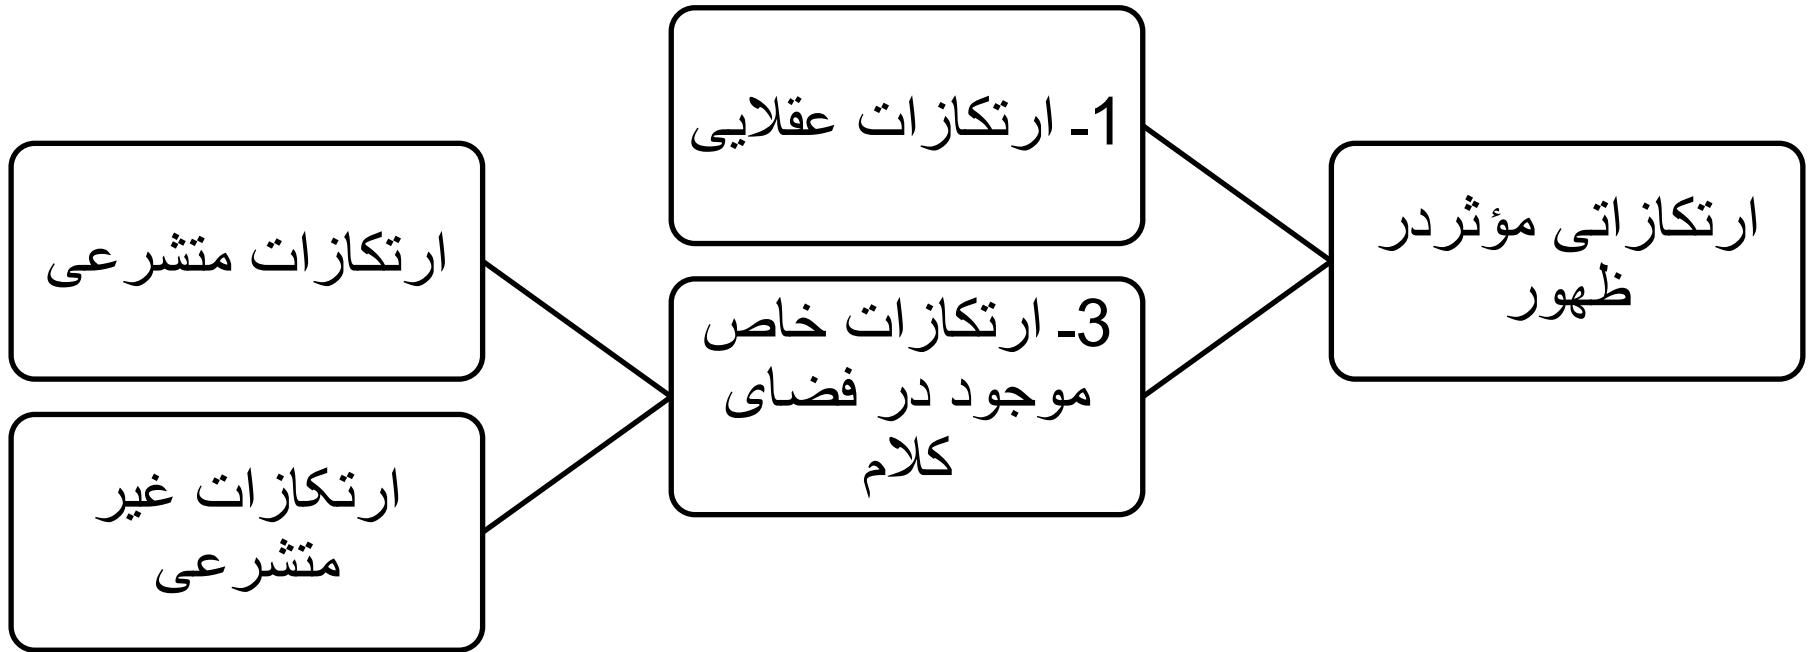 ارتکازاتی مؤثردر
ظهور
1- ارتکازات عقلایی
3- ارتکازات خاص
موجود در فضای
کلام
ارتکازات متشرعی
ارتکازات غیر
متشرعی